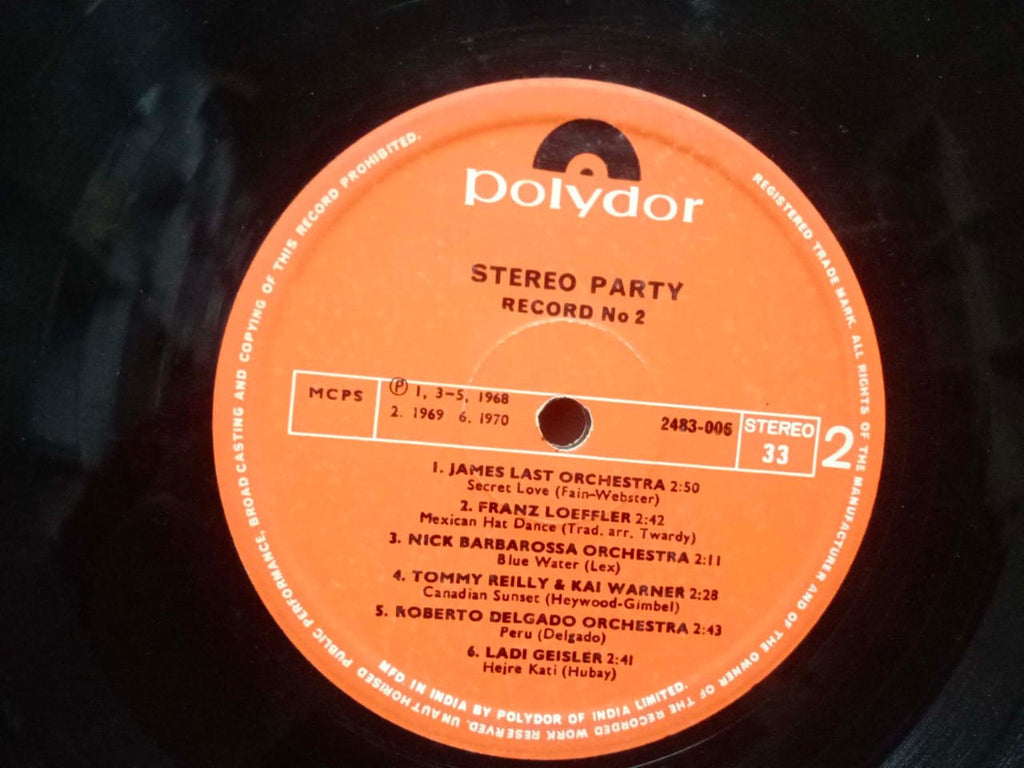 polydor
STEREO PARTY
RECORD No 2
MCPS
Ⓟ 1, 3-5, 1968
2. 1969 6. 1970
2483-006
STEREO
33
2
1. JAMES LAST ORCHESTRA 2:50
Secret Love (Fain-Webster)
2. FRANZ LOEFFLER 2:42
Mexican Hat Dance (Trad. arr. Twardy)
3. NICK BARBAROSSA ORCHESTRA 2:11
Blue Water (Lex)
4. TOMMY REILLY & KAI WARNER 2:28
Canadian Sunset (Heywood-Gimbel)
5. ROBERTO DELGADO ORCHESTRA 2:43
Peru (Delgado)
6. LADI GEISLER 2:41
Hejre Kati (Hubay)
MFD. IN INDIA BY POLYDOR OF INDIA LIMITED.
REGISTERED TRADE MARK. ALL RIGHTS OF THE MANUFACTURER AND OF THE OWNER OF THE RECORDED WORK RESERVED. UNAUTHORISED PUBLIC PERFORMANCE, BROADCASTING AND COPYING OF THIS RECORD PROHIBITED.